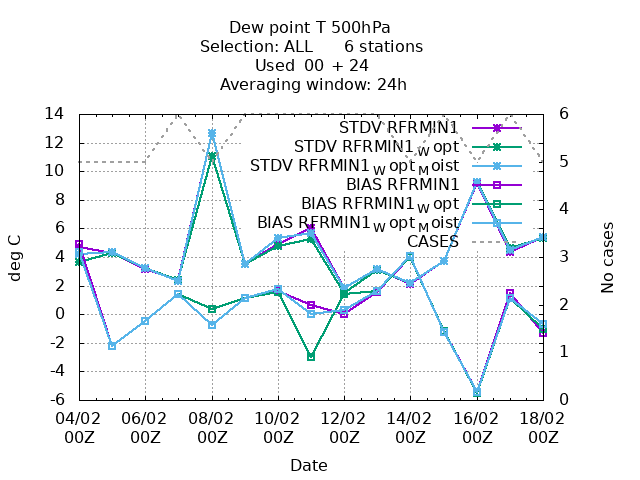 Dew point T 500hPa
Selection: ALL 6 stations
Used 00 + 24
Averaging window: 24h
14
12
10
8
6
4
2
0
-2
-4
-6
deg C
6
5
4
3
2
1
0
No cases
STDV RFRMIN1
STDV RFRMIN1_W opt
STDV RFRMIN1_W opt_M oist
BIAS RFRMIN1
BIAS RFRMIN1_W opt
BIAS RFRMIN1_W opt_M oist
CASES
04/02 06/02 08/02 10/02 12/02 14/02 16/02 18/02
00Z 00Z 00Z 00Z 00Z 00Z 00Z 00Z
Date